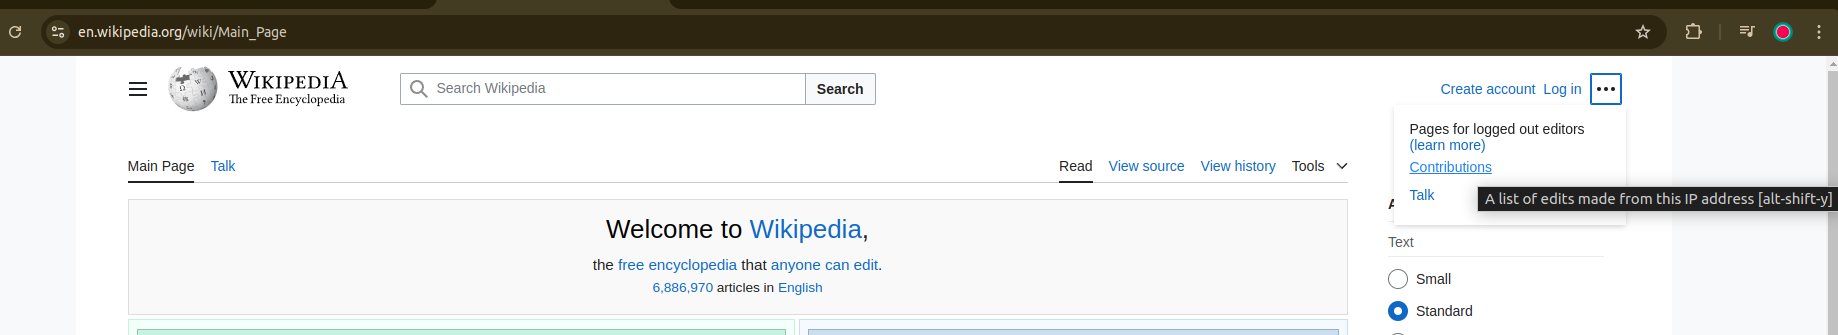 en.wikipedia.org/wiki/Main_Page
WIKIPEDIA
The Free Encyclopedia
Search Wikipedia
Search
Create account
Log in
Pages for logged out editors
(learn more)
Contributions
Talk
A list of edits made from this IP address [alt-shift-y]
Main Page
Talk
Read
View source
View history
Tools
Welcome to Wikipedia,
the free encyclopedia that anyone can edit.
6,886,970 articles in English
Text
Small
Standard